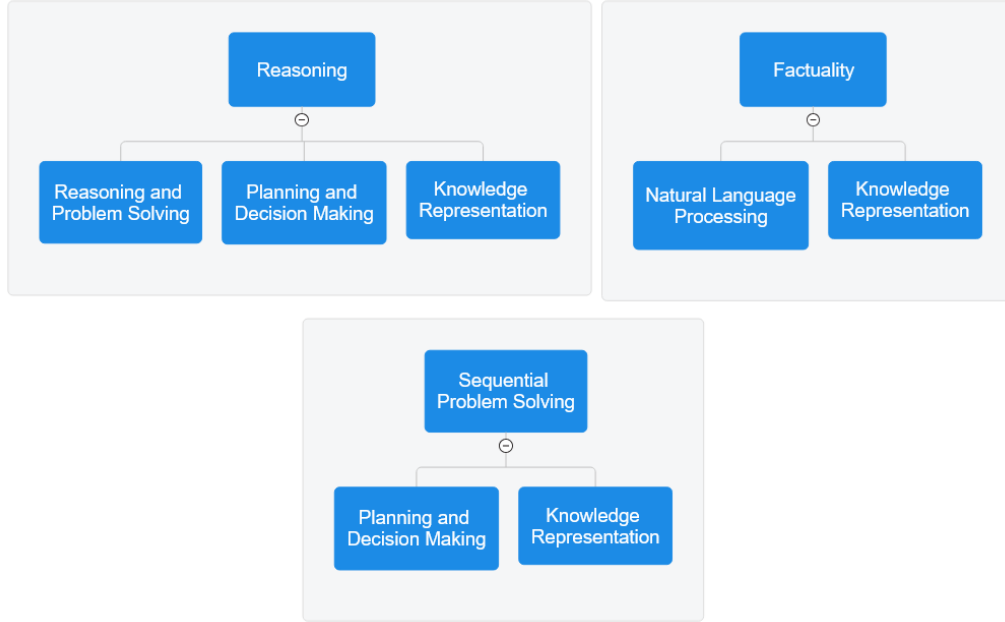 Reasoning
Reasoning and
Problem Solving
Planning and
Decision Making
Knowledge
Representation
Factuality
Natural Language
Processing
Knowledge
Representation
Sequential
Problem Solving
Planning and
Decision Making
Knowledge
Representation